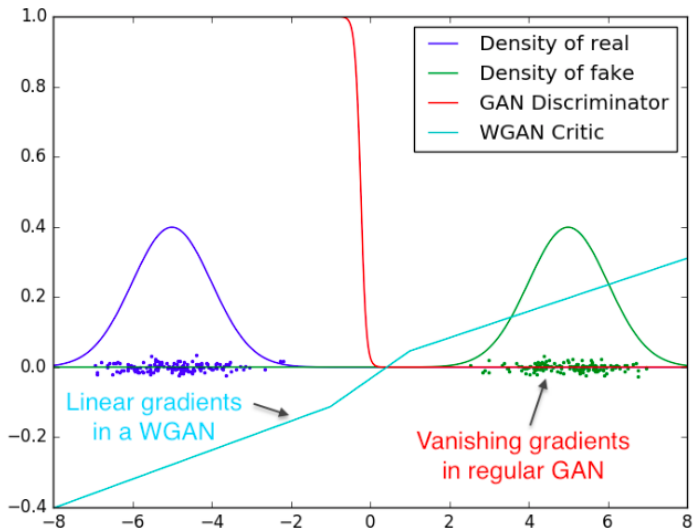 1.0
Density of real
Density of fake
0.8
GAN Discriminator
WGAN Critic
0.6
0.4
0.2
0.0
Linear gradients
in a WGAN
Vanishing gradients
in regular GAN
−0.2
−0.4
−8 −6 −4 −2 0 2 4 6 8